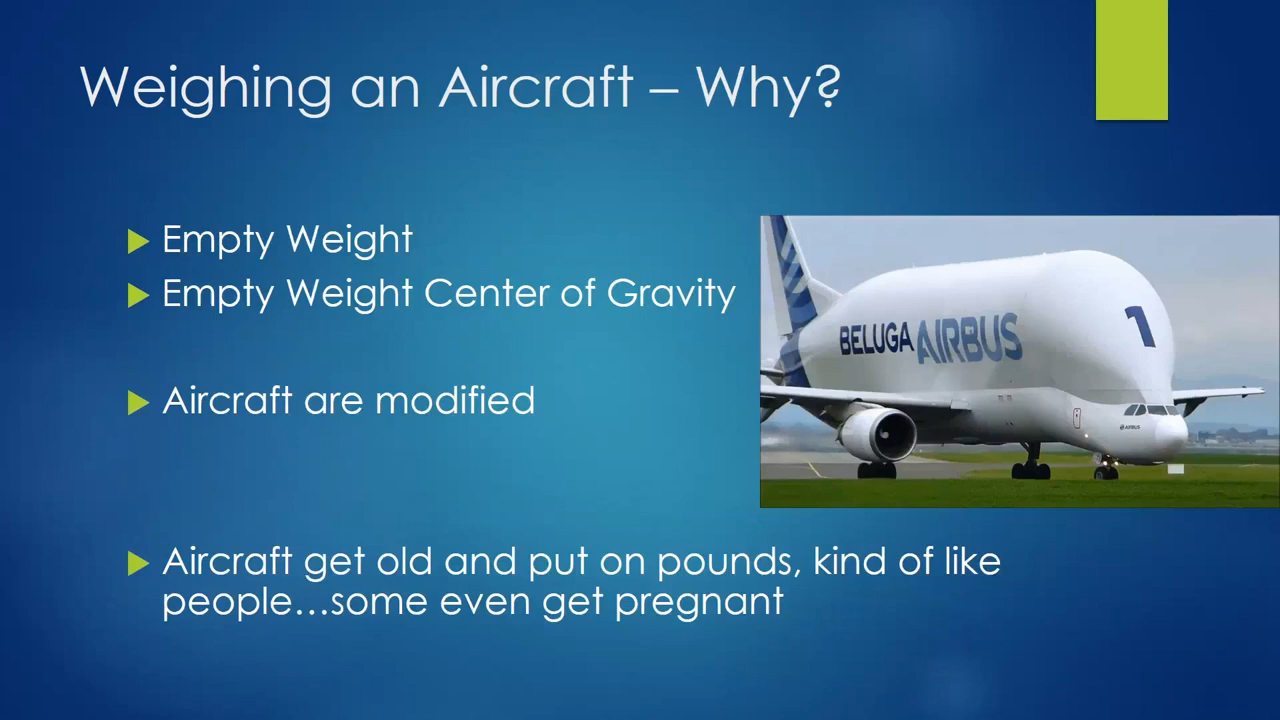 Weighing an Aircraft – Why?
Empty Weight
Empty Weight Center of Gravity
Aircraft are modified
Aircraft get old and put on pounds, kind of like
people…some even get pregnant
BELUGA AIRBUS
1
AIRBUS